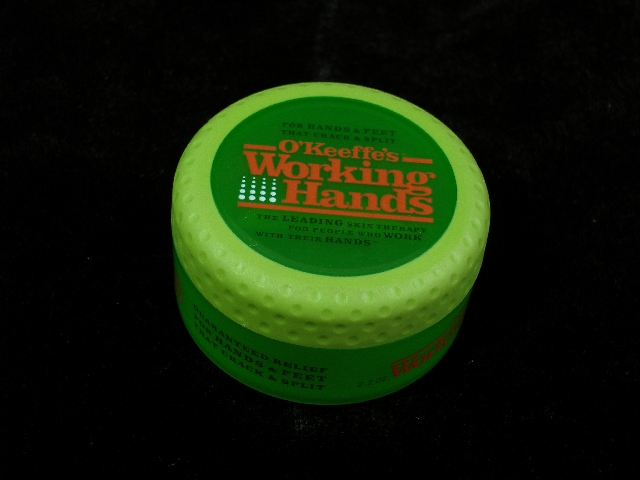 FOR HANDS & FEET
THAT CRACK & SPLIT
O'Keeffe's
Working
Hands
THE LEADING SKIN THERAPY
FOR PEOPLE WHO WORK
WITH THEIR HANDS
GUARANTEED RELIEF
FOR HANDS & FEET
THAT CRACK & SPLIT